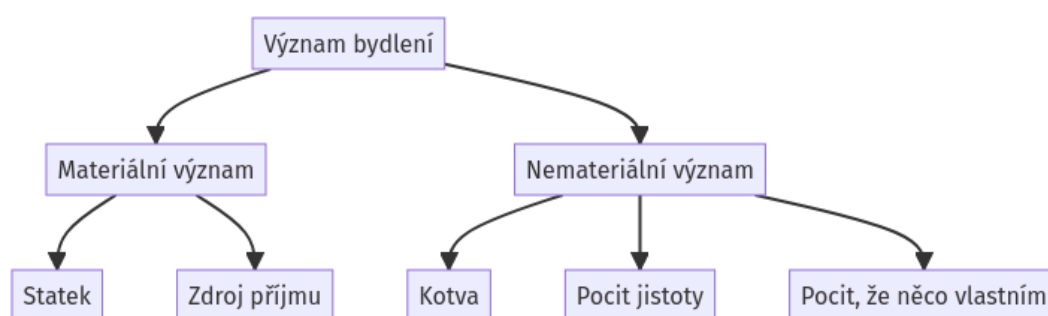 Význam bydlení
Materiální význam
Nemateriální význam
Statek
Zdroj příjmu
Kotva
Pocit jistoty
Pocit, že něco vlastním